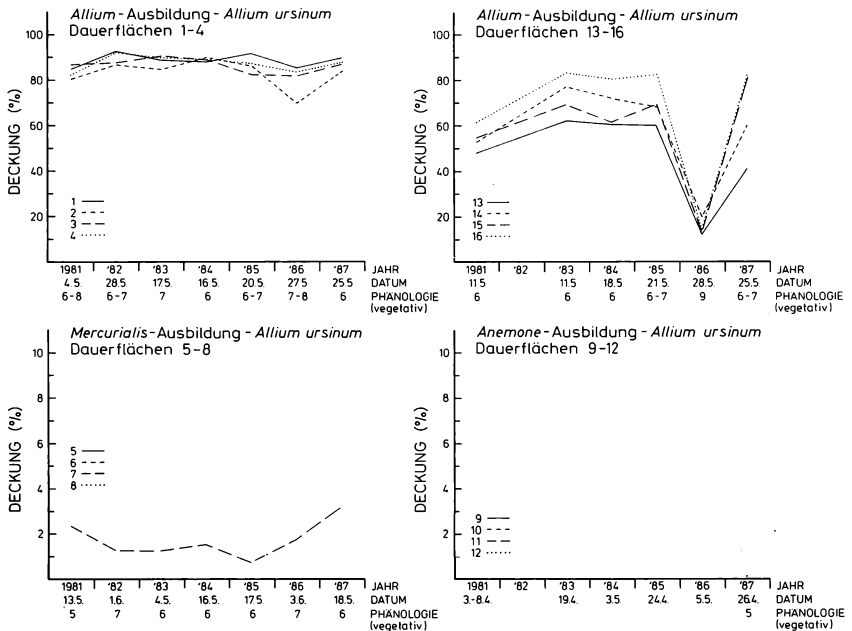 Allium-Ausbildung-Allium ursinum
Dauerflächen 1-4
DECKUNG (%)
100
80
60
40
20
1
2
3
4
1981 '82 '83 '84 '85 '86 '87 JAHR
4.5. 28.5. 17.5. 16.5. 20.5. 27.5 25.5 DATUM
6-8 6-7 7 6 6-7 7-8 6 PHÄNOLOGIE
(vegetativ)
Allium-Ausbildung-Allium ursinum
Dauerflächen 13-16
DECKUNG (%)
100
80
60
40
20
13
14
15
16
1981 '82 '83 '84 '85 '86 '87 JAHR
11.5 11.5 18.5 21.5. 28.5. 25.5 DATUM
6 6 6 6-7 9 6-7 PHÄNOLOGIE
(vegetativ)
Mercurialis-Ausbildung-Allium ursinum
Dauerflächen 5-8
DECKUNG (%)
10
8
6
4
2
5
6
7
8
1981 '82 '83 '84 '85 '86 '87 JAHR
13.5. 1.6. 4.5. 16.5. 17.5. 3.6. 18.5. DATUM
5 7 6 6 6 7 6 PHÄNOLOGIE
(vegetativ)
Anemone-Ausbildung-Allium ursinum
Dauerflächen 9-12
DECKUNG (%)
10
8
6
4
2
9
10
11
12
1981 '82 '83 '84 '85 '86 '87 JAHR
3.-8.4. 19.4. 3.5. 24.4. 5.5. 26.4. DATUM
5 PHÄNOLOGIE
(vegetativ)